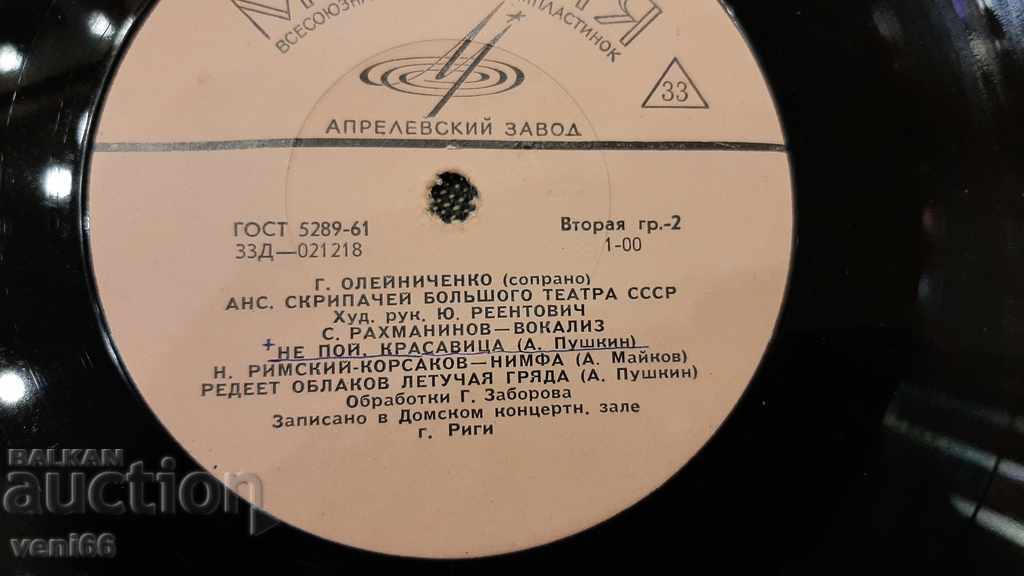 ВСЕСОЮЗНА
МПЛАСТИНОК
33
АПРЕЛЕВСКИЙ ЗАВОД
ГОСТ 5289-61
Вторая гр.-2
33Д—021218
1-00
Г. ОЛЕЙНИЧЕНКО (сопрано)
АНС. СКРИПАЧЕЙ БОЛЬШОГО ТЕАТРА СССР
Худ. рук. Ю. РЕЕНТОВИЧ
С. РАХМАНИНОВ—ВОКАЛИЗ
+ НЕ ПОЙ, КРАСАВИЦА (А. Пушкин)
Н. РИМСКИЙ-КОРСАКОВ—НИМФА (А. Майков)
РЕДЕЕТ ОБЛАКОВ ЛЕТУЧАЯ ГРЯДА (А. Пушкин)
Обработки Г. Заборова
Записано в Домском концертн. зале
г. Риги
BALKAN
auction
veni66